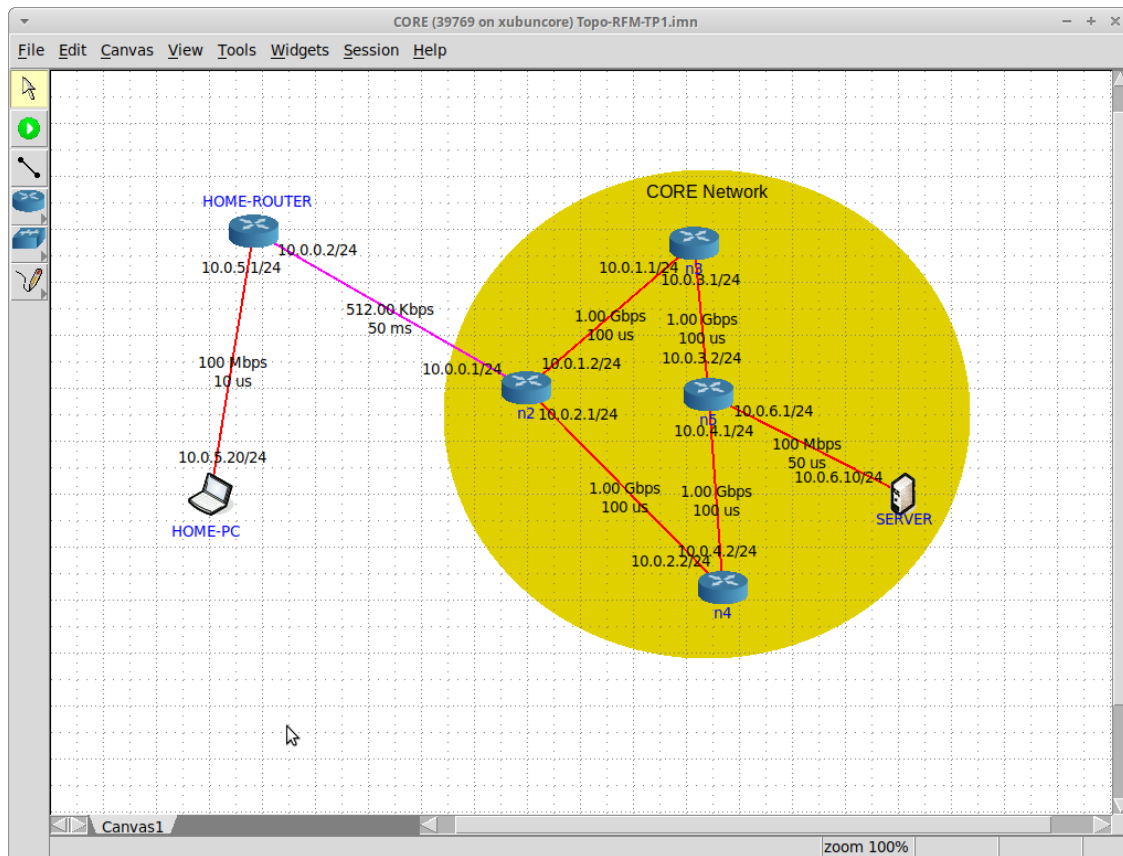 CORE (39769 on xubuncore) Topo-RFM-TP1.imn
File Edit Canvas View Tools Widgets Session Help
CORE Network
HOME-ROUTER
10.0.0.2/24
10.0.5.1/24
10.0.1.1/24
n3
10.0.3.1/24
512.00 Kbps
50 ms
1.00 Gbps
100 us
1.00 Gbps
100 us
100 Mbps
10 us
10.0.0.1/24
10.0.1.2/24
10.0.3.2/24
n2
10.0.2.1/24
n5
10.0.6.1/24
10.0.4.1/24
100 Mbps
50 us
10.0.6.10/24
10.0.5.20/24
1.00 Gbps
100 us
1.00 Gbps
100 us
SERVER
HOME-PC
10.0.4.2/24
10.0.2.2/24
n4
Canvas1
zoom 100%